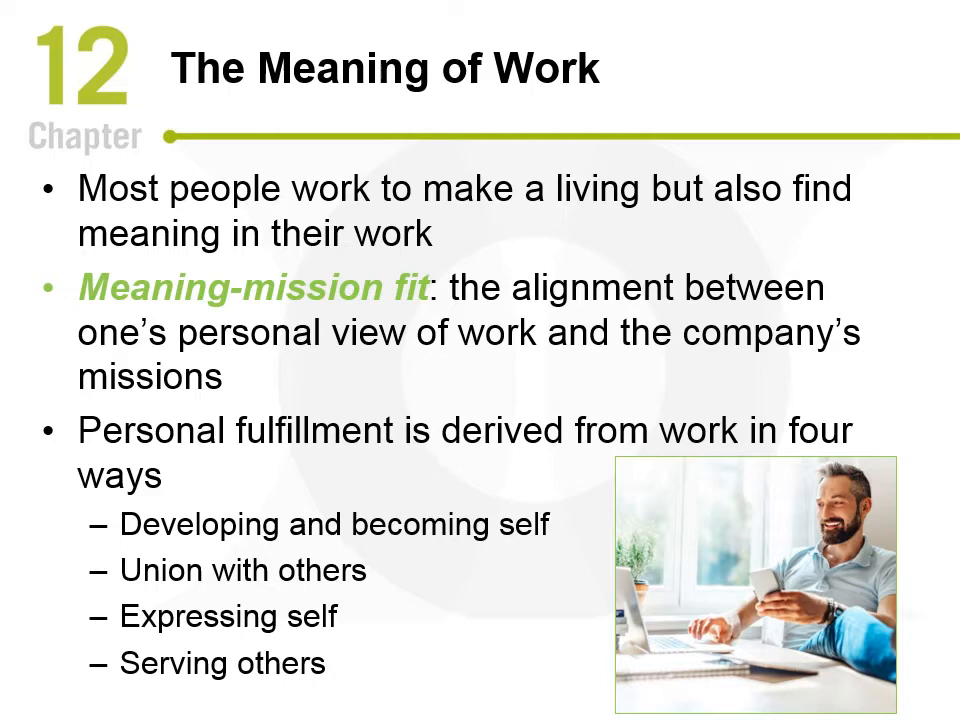 12
Chapter
The Meaning of Work
• Most people work to make a living but also find
meaning in their work
• Meaning-mission fit: the alignment between
one’s personal view of work and the company’s
missions
• Personal fulfillment is derived from work in four
ways
– Developing and becoming self
– Union with others
– Expressing self
– Serving others